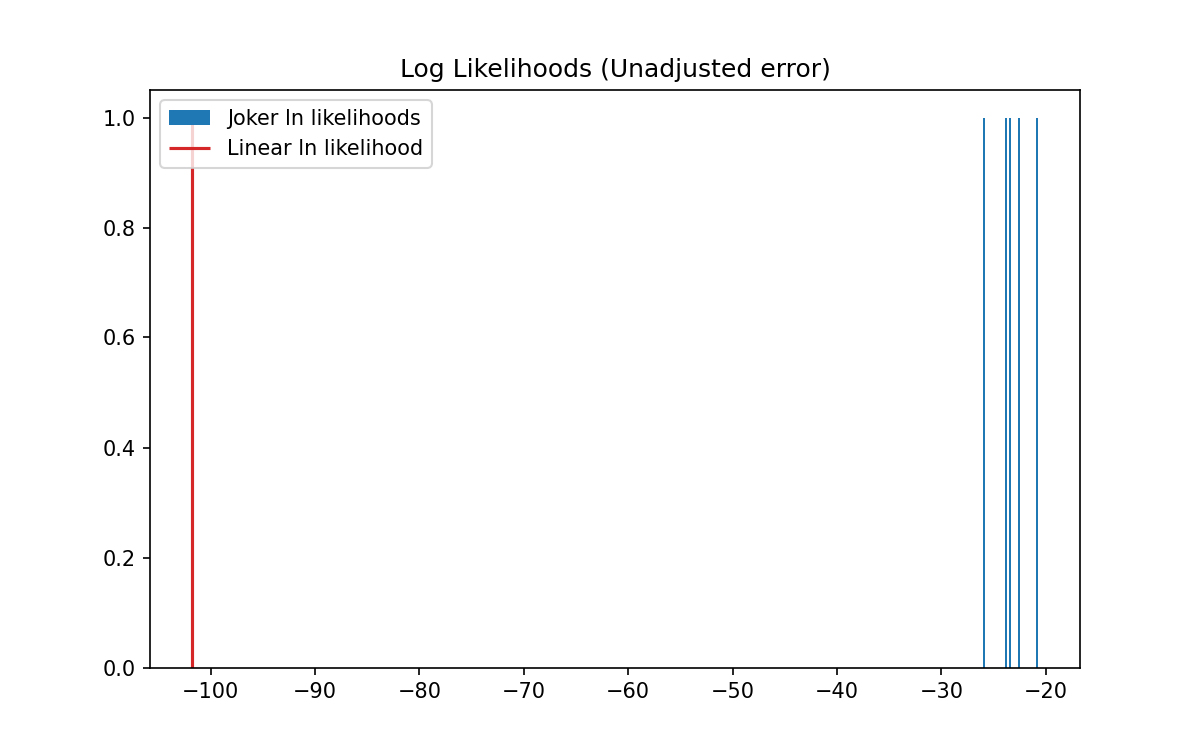 Log Likelihoods (Unadjusted error)
Joker ln likelihoods
Linear ln likelihood
1.0
0.8
0.6
0.4
0.2
0.0
−100 −90 −80 −70 −60 −50 −40 −30 −20